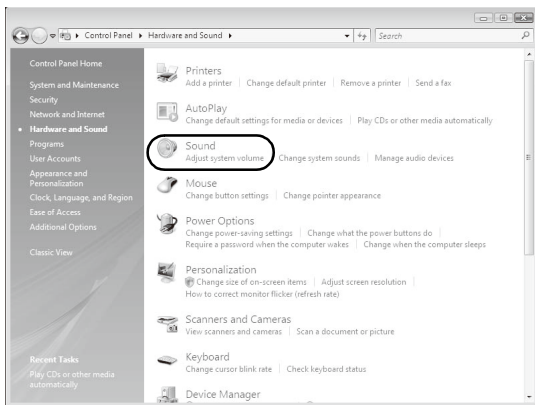 Control Panel ▸ Hardware and Sound ▸
Search
Control Panel Home
System and Maintenance
Security
Network and Internet
Hardware and Sound
Programs
User Accounts
Appearance and
Personalization
Clock, Language, and Region
Ease of Access
Additional Options
Classic View
Recent Tasks
Play CDs or other media
automatically
Printers
Add a printer | Change default printer | Remove a printer | Send a fax
AutoPlay
Change default settings for media or devices | Play CDs or other media automatically
Sound
Adjust system volume | Change system sounds | Manage audio devices
Mouse
Change button settings | Change pointer appearance
Power Options
Change power-saving settings | Change what the power buttons do |
Require a password when the computer wakes | Change when the computer sleeps
Personalization
Change size of on-screen items | Adjust screen resolution |
How to correct monitor flicker (refresh rate)
Scanners and Cameras
View scanners and cameras | Scan a document or picture
Keyboard
Change cursor blink rate | Check keyboard status
Device Manager